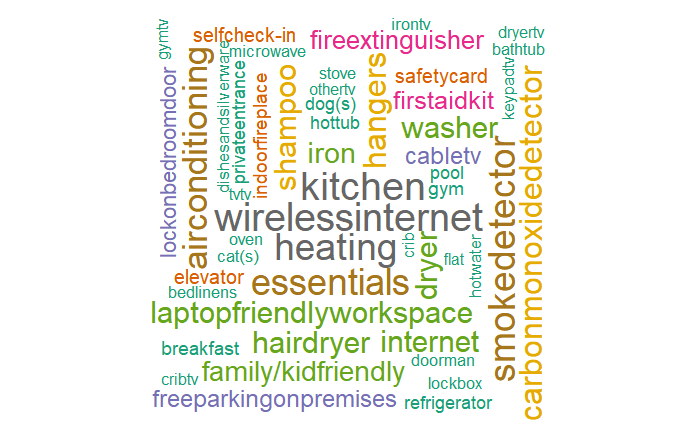 gymtv
selfcheck-in
microwave
irontv
fireextinguisher
dryertv
bathtub
lockonbedroomdoor
airconditioning
dishesandsilverware
privateentrance
indoorfireplace
shampoo
stove
othertv
dog(s)
hottub
hangers
safetycard
firstaidkit
keypadtv
carbonmonoxidedetector
smokedetector
washer
iron
cabletv
tvtv
kitchen
pool
gym
wirelessinternet
oven
cat(s)
heating
crib
dryer
flat
hotwater
elevator
bedlinens
essentials
laptopfriendlyworkspace
breakfast
hairdryer
internet
doorman
cribtv
family/kidfriendly
lockbox
freeparkingonpremises
refrigerator